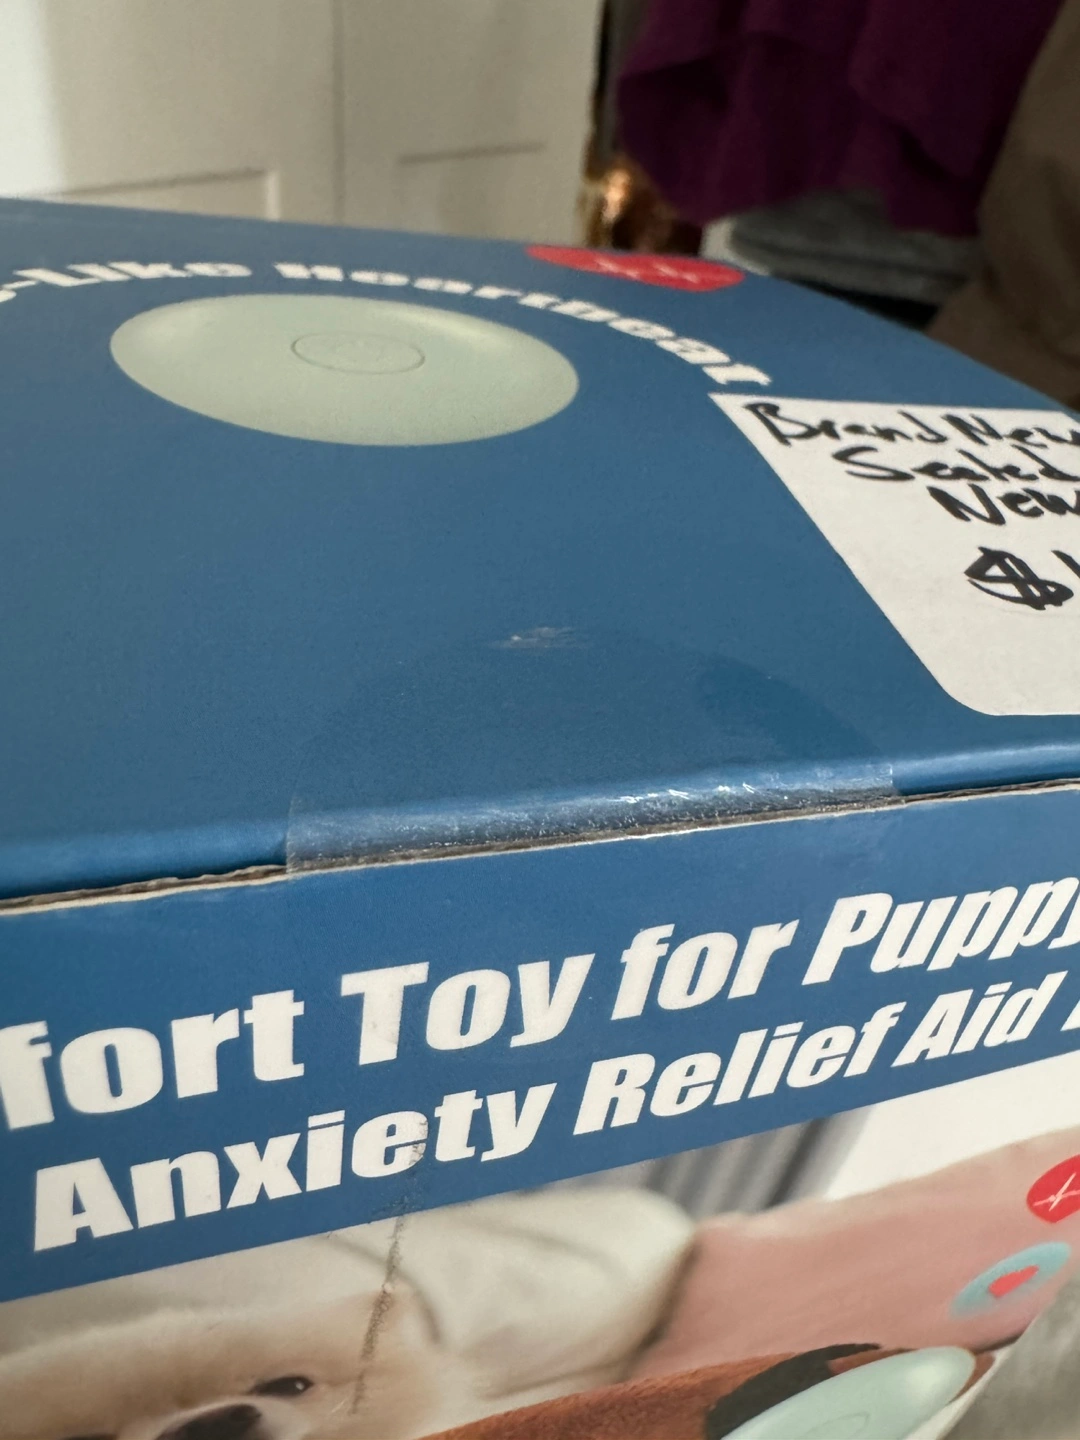 -Like Heartbeat
Brand New
Sealed
New
$
fort Toy for Puppy
Anxiety Relief Aid